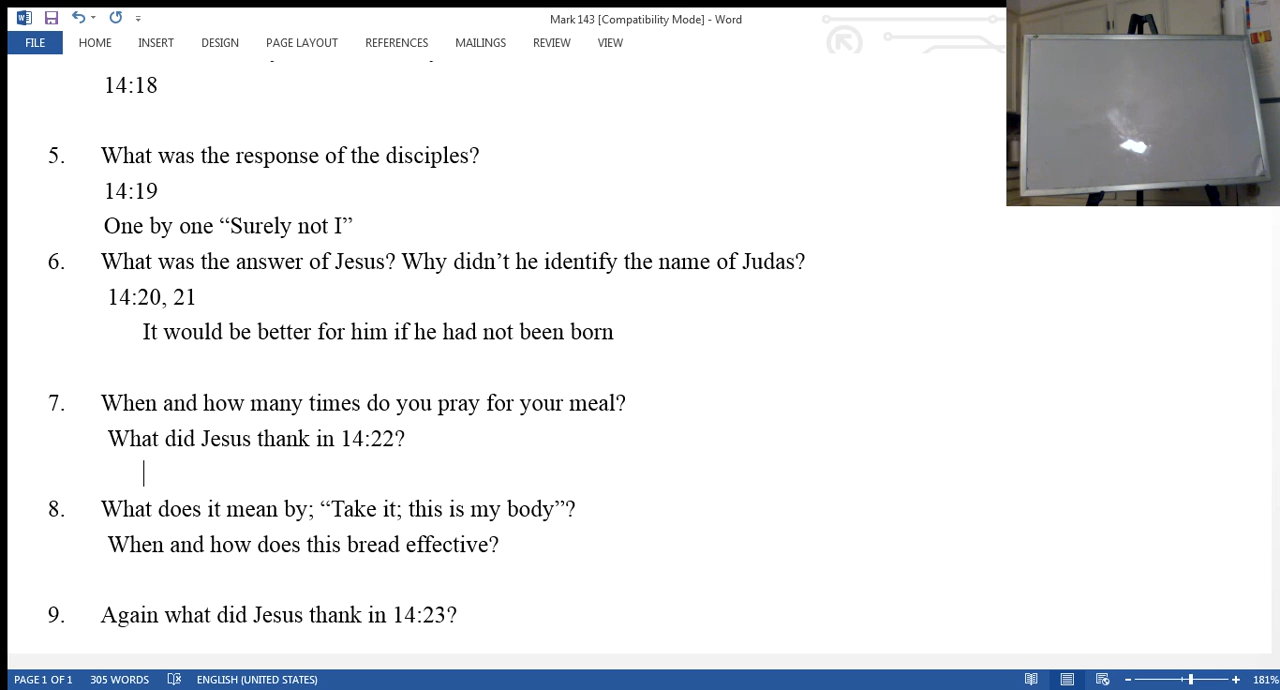 Mark 143 [Compatibility Mode] - Word
FILE HOME INSERT DESIGN PAGE LAYOUT REFERENCES MAILINGS REVIEW VIEW
14:18
5. What was the response of the disciples?
14:19
One by one “Surely not I”
6. What was the answer of Jesus? Why didn’t he identify the name of Judas?
14:20, 21
It would be better for him if he had not been born
7. When and how many times do you pray for your meal?
What did Jesus thank in 14:22?
8. What does it mean by; “Take it; this is my body”?
When and how does this bread effective?
9. Again what did Jesus thank in 14:23?
PAGE 1 OF 1 305 WORDS ENGLISH (UNITED STATES) 181%